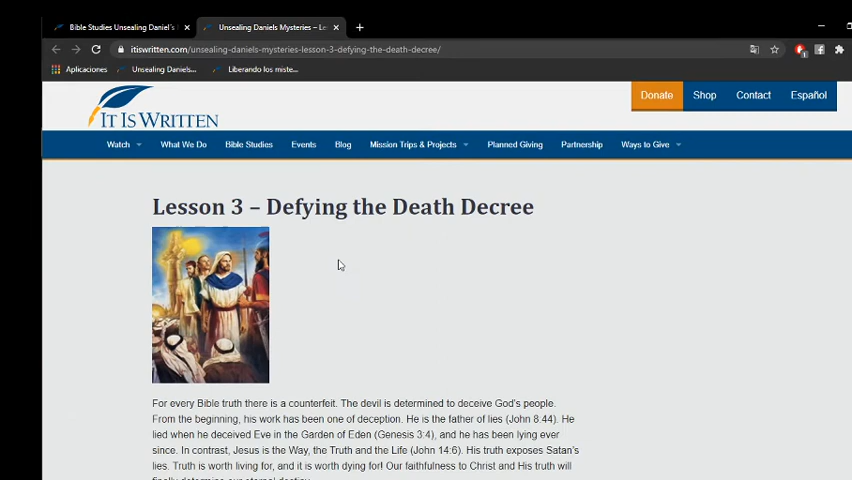 Bible Studies Unsealing Daniel's
Unsealing Daniels Mysteries – Le
itiswritten.com/unsealing-daniels-mysteries-lesson-3-defying-the-death-decree/
Aplicaciones Unsealing Daniels... Liberando los miste...
IT IS WRITTEN
Donate Shop Contact Español
Watch What We Do Bible Studies Events Blog Mission Trips & Projects Planned Giving Partnership Ways to Give
Lesson 3 – Defying the Death Decree
For every Bible truth there is a counterfeit. The devil is determined to deceive God's people.
From the beginning, his work has been one of deception. He is the father of lies (John 8:44). He
lied when he deceived Eve in the Garden of Eden (Genesis 3:4), and he has been lying ever
since. In contrast, Jesus is the Way, the Truth and the Life (John 14:6). His truth exposes Satan's
lies. Truth is worth living for, and it is worth dying for! Our faithfulness to Christ and His truth will
finally determine our eternal destiny.